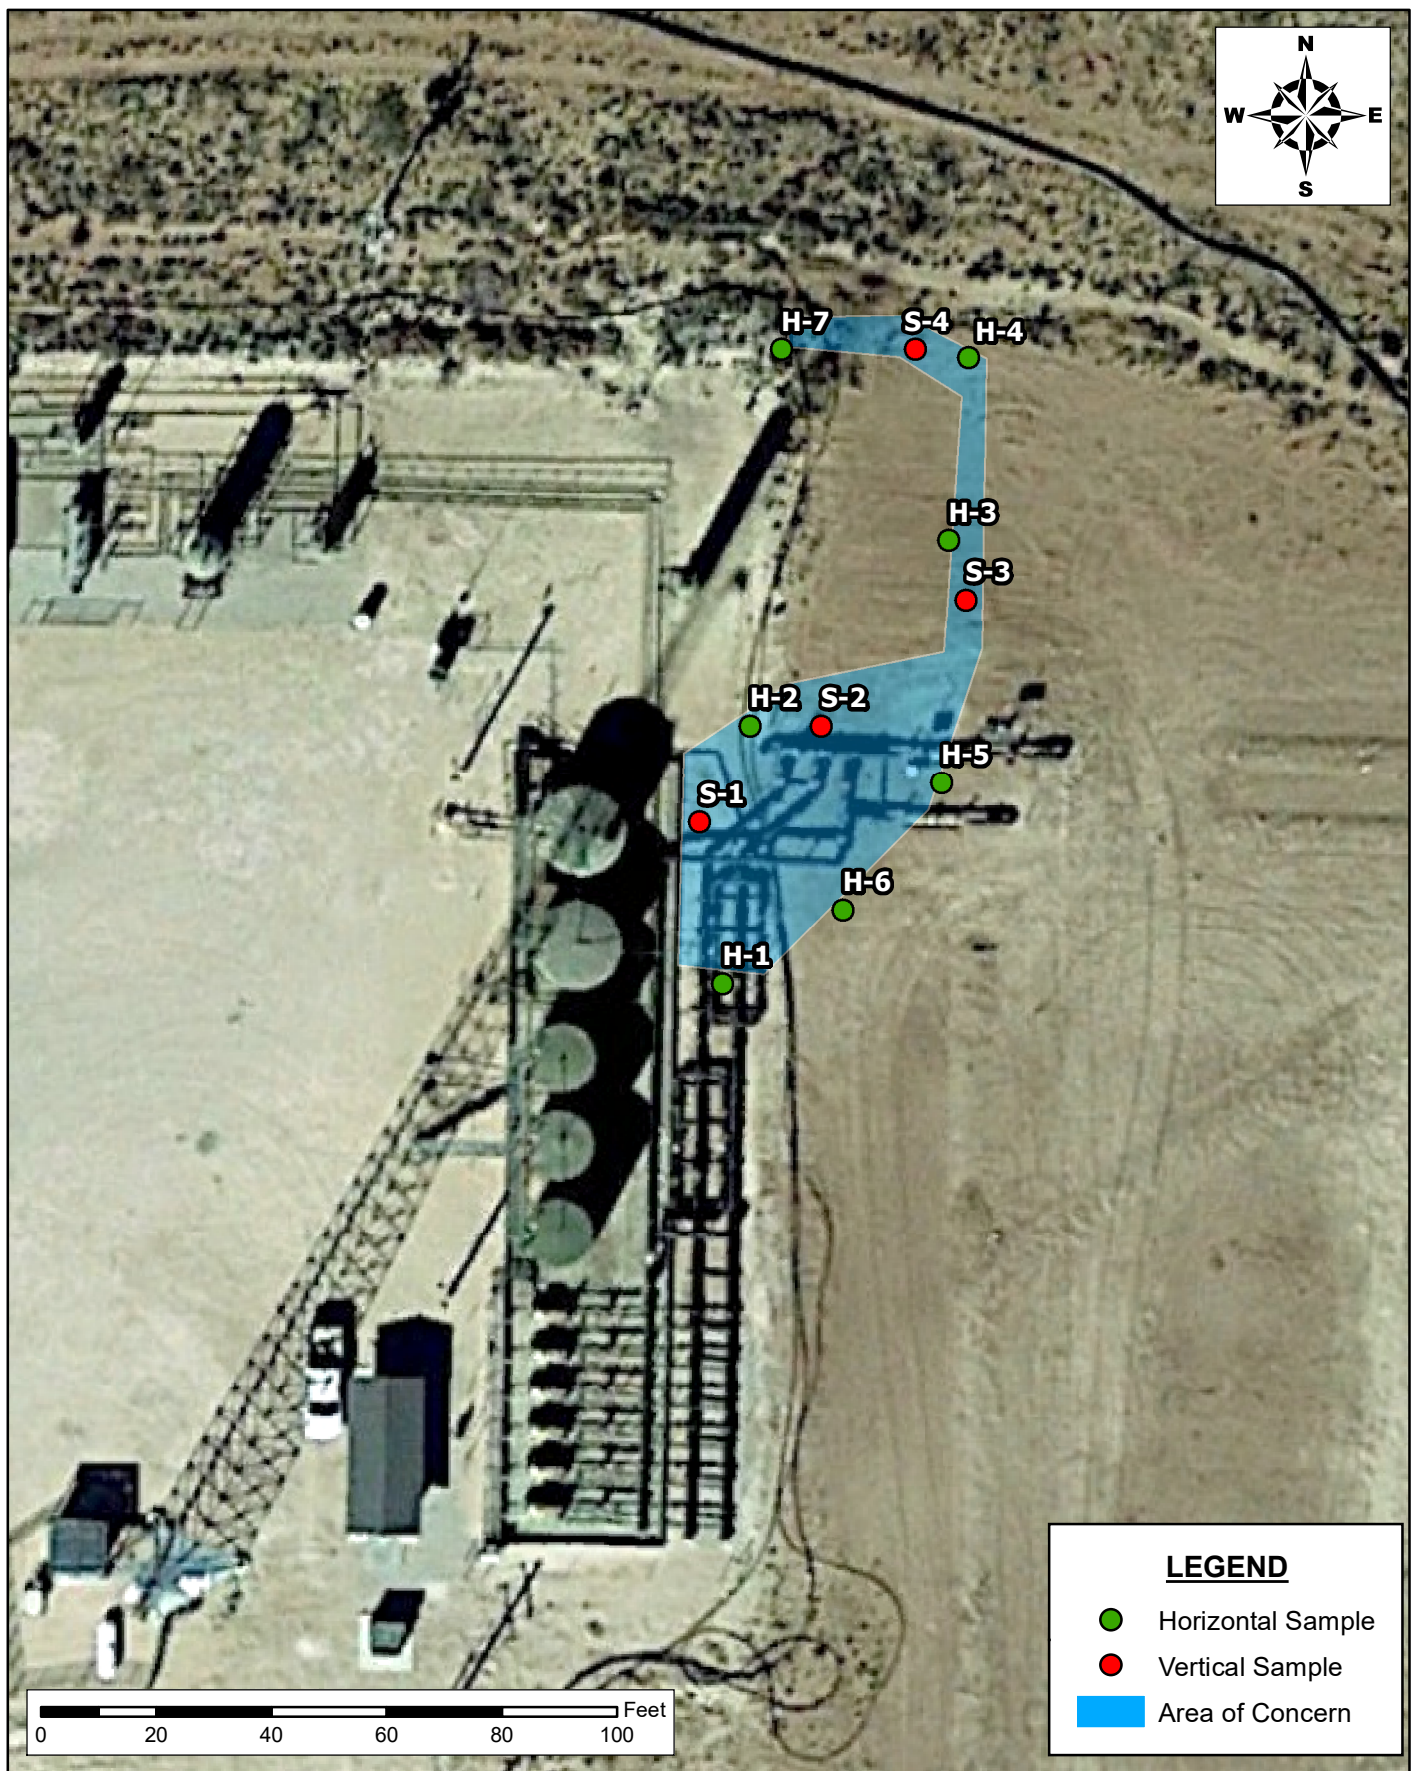 N
W E
S
H-7
S-4
H-4
H-3
S-3
H-2
S-2
H-5
S-1
H-6
H-1
LEGEND
Horizontal Sample
Vertical Sample
Area of Concern
Feet
0 20 40 60 80 100